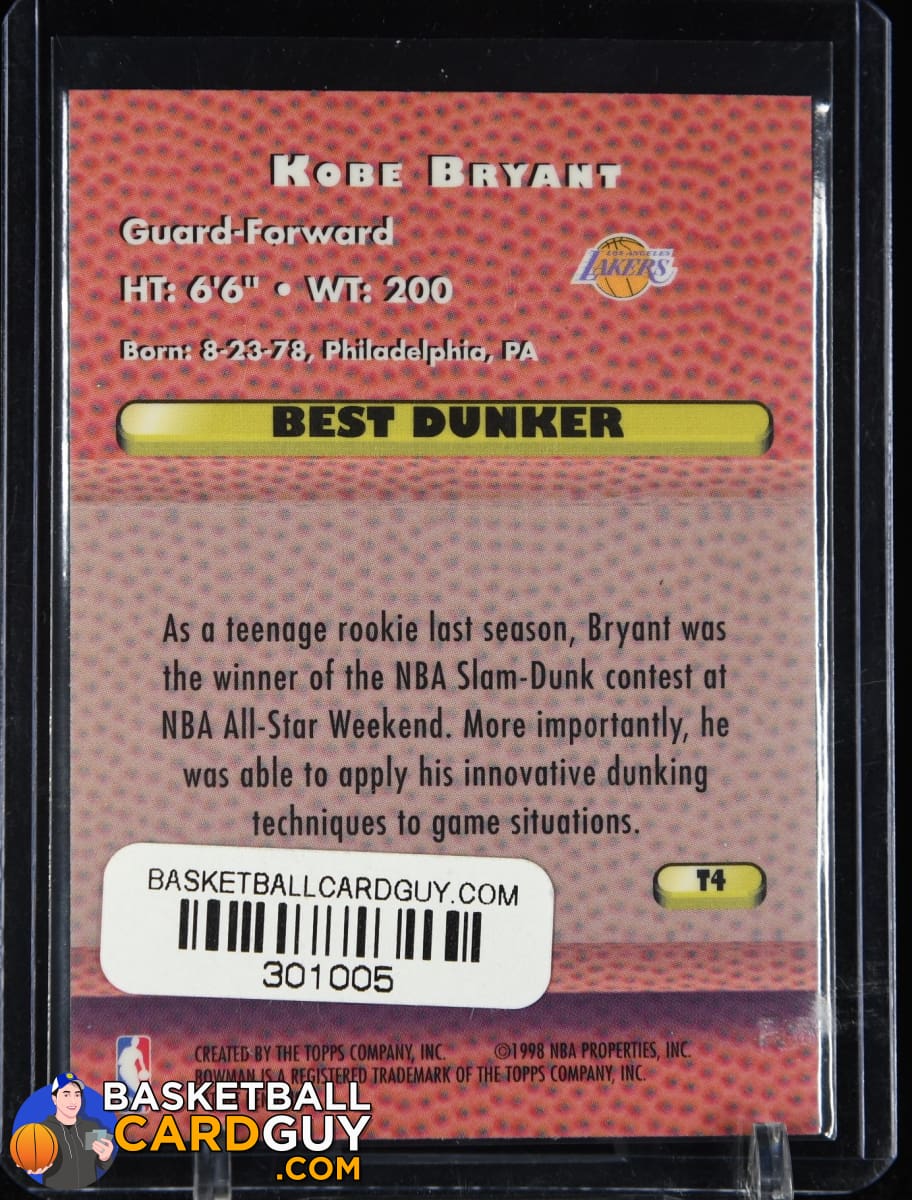 KOBE BRYANT
Guard-Forward
HT: 6'6" • WT: 200
LOS ANGELES
LAKERS
Born: 8-23-78, Philadelphia, PA
BEST DUNKER
As a teenage rookie last season, Bryant was
the winner of the NBA Slam-Dunk contest at
NBA All-Star Weekend. More importantly, he
was able to apply his innovative dunking
techniques to game situations.
T4
BASKETBALLCARDGUY.COM
301005
CREATED BY THE TOPPS COMPANY, INC. ©1998 NBA PROPERTIES, INC.
BOWMAN IS A REGISTERED TRADEMARK OF THE TOPPS COMPANY, INC.
BASKETBALL
CARDGUY
.COM